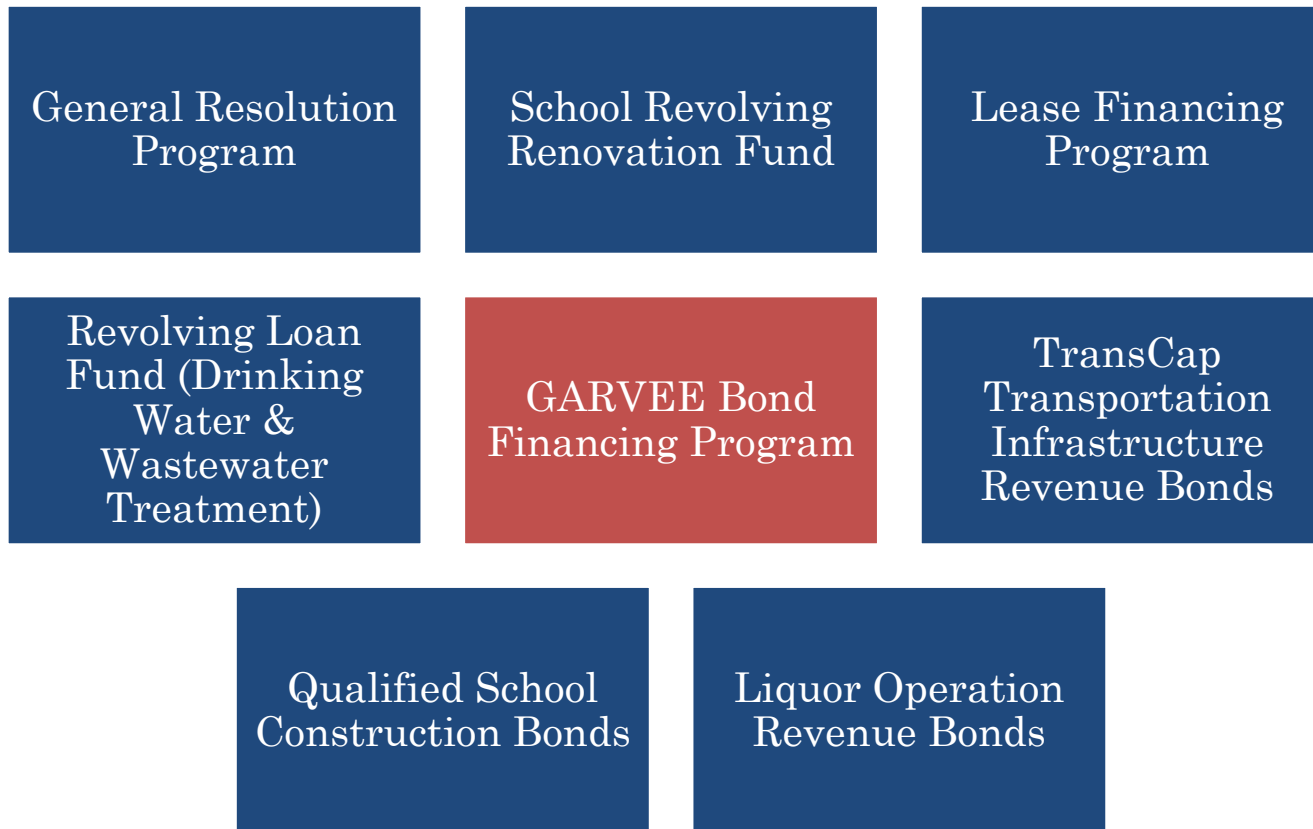 General Resolution
Program
School Revolving
Renovation Fund
Lease Financing
Program
Revolving Loan
Fund (Drinking
Water &
Wastewater
Treatment)
GARVEE Bond
Financing Program
TransCap
Transportation
Infrastructure
Revenue Bonds
Qualified School
Construction Bonds
Liquor Operation
Revenue Bonds